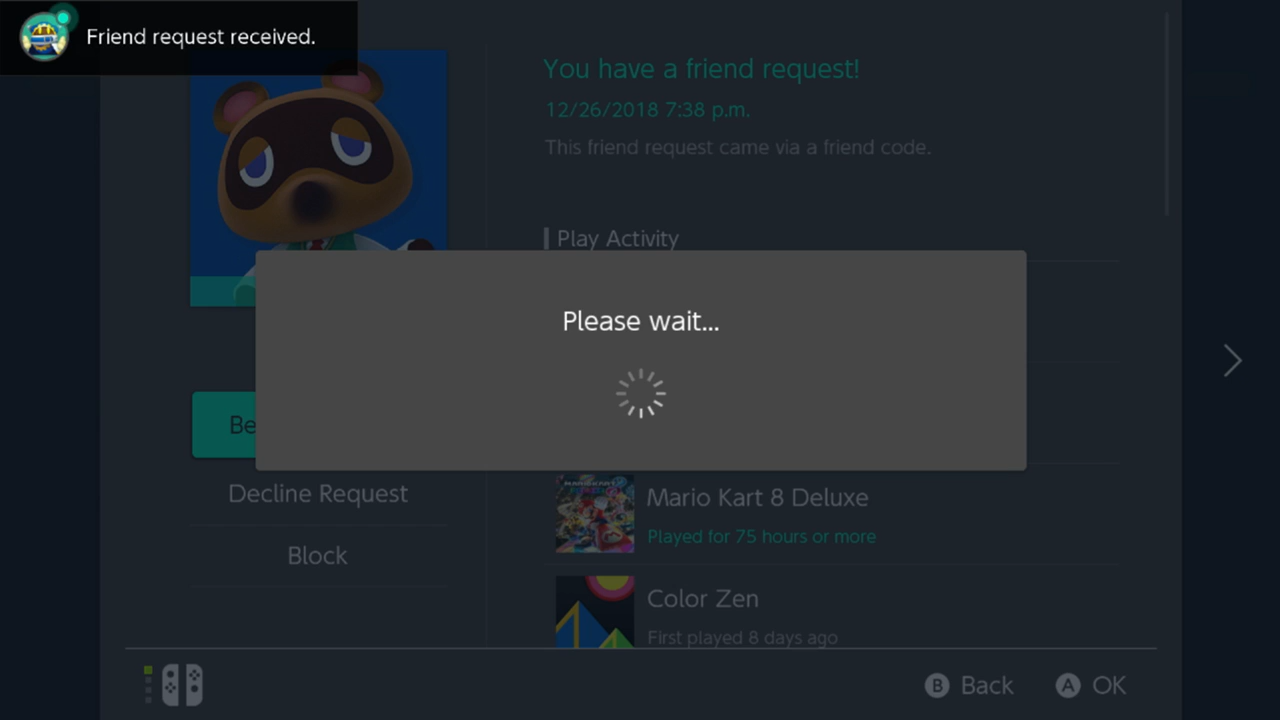 Friend request received.
You have a friend request!
12/26/2018 7:38 p.m.
This friend request came via a friend code.
Play Activity
Please wait...
Be
Decline Request
Block
Mario Kart 8 Deluxe
Played for 75 hours or more
Color Zen
First played 8 days ago
B Back
A OK